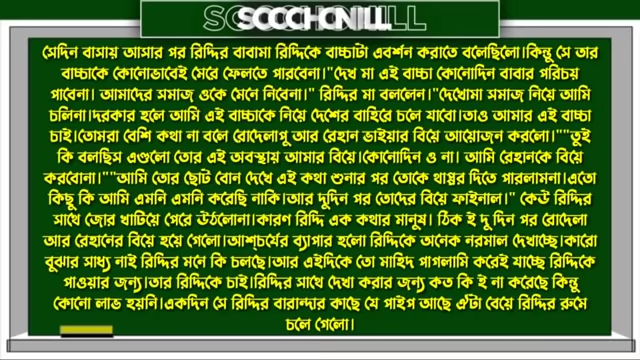 সেদিন বাসায় আসার পর রিদ্দির বাবামা রিদ্দিকে বাচ্চাটা এবর্শন করাতে বলেছিলো।কিন্তু সে তার
বাচ্চাকে কোনোভাবেই মেরে ফেলতে পারবেনা।"দেখ মা এই বাচ্চা কোনোদিন বাবার পরিচয়
পাবেনা। আমাদের সমাজ ওকে মেনে নিবেনা।" রিদ্দির মা বললেন।"দেখোমা সমাজ নিয়ে আমি
চলিনা।দরকার হলে আমি এই বাচ্চাকে নিয়ে দেশের বাহিরে চলে যাবো।তাও আমার এই বাচ্চা
চাই।তোমরা বেশি কথা না বলে রোদেলাপু আর রেহান ভাইয়ার বিয়ে আয়োজন করলো।""তুই
কি বলছিস এগুলো তোর এই অবস্থায় আমার বিয়ে।কোনোদিন ও না। আমি রেহানকে বিয়ে
করবোনা।""আমি তোর ছোট বোন দেখে এই কথা শুনার পর তোকে থাপ্পর দিতে পারলামনা।এতো
কিছু কি আমি এমনি এমনি করেছি নাকি।আর দুদিন পর তোদের বিয়ে ফাইনাল।" কেউ রিদ্দির
সাথে জোর খাটিয়ে পেরে উঠলোনা।কারণ রিদ্দি এক কথার মানুষ। ঠিক ই দু দিন পর রোদেলা
আর রেহানের বিয়ে হয়ে গেলো।আশ্চর্যের ব্যাপার হলো রিদ্দিকে অনেক নরমাল দেখাচ্ছে।কারো
বুঝার সাধ্য নাই রিদ্দির মনে কি চলছে।আর এইদিকে তো মাহিদ পাগলামি করেই যাচ্ছে রিদ্দিকে
পাওয়ার জন্য।তার রিদ্দিকে চাই।রিদ্দির সাথে দেখা করার জন্য কত কি ই না করেছে কিন্তু
কোনো লাভ হয়নি।একদিন সে রিদ্দির বারান্দার কাছে যে পাইপ আছে ঐটা বেয়ে রিদ্দির রুমে
চলে গেলো।